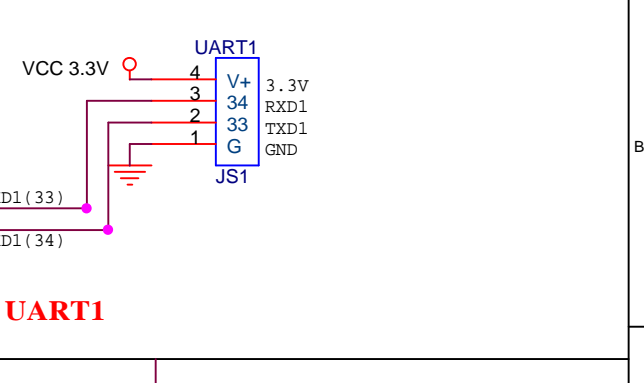 UART1
VCC 3.3V
4 V+ 3.3V
3 34 RXD1
2 33 TXD1
1 G GND
JS1
B
D1(33)
D1(34)
UART1